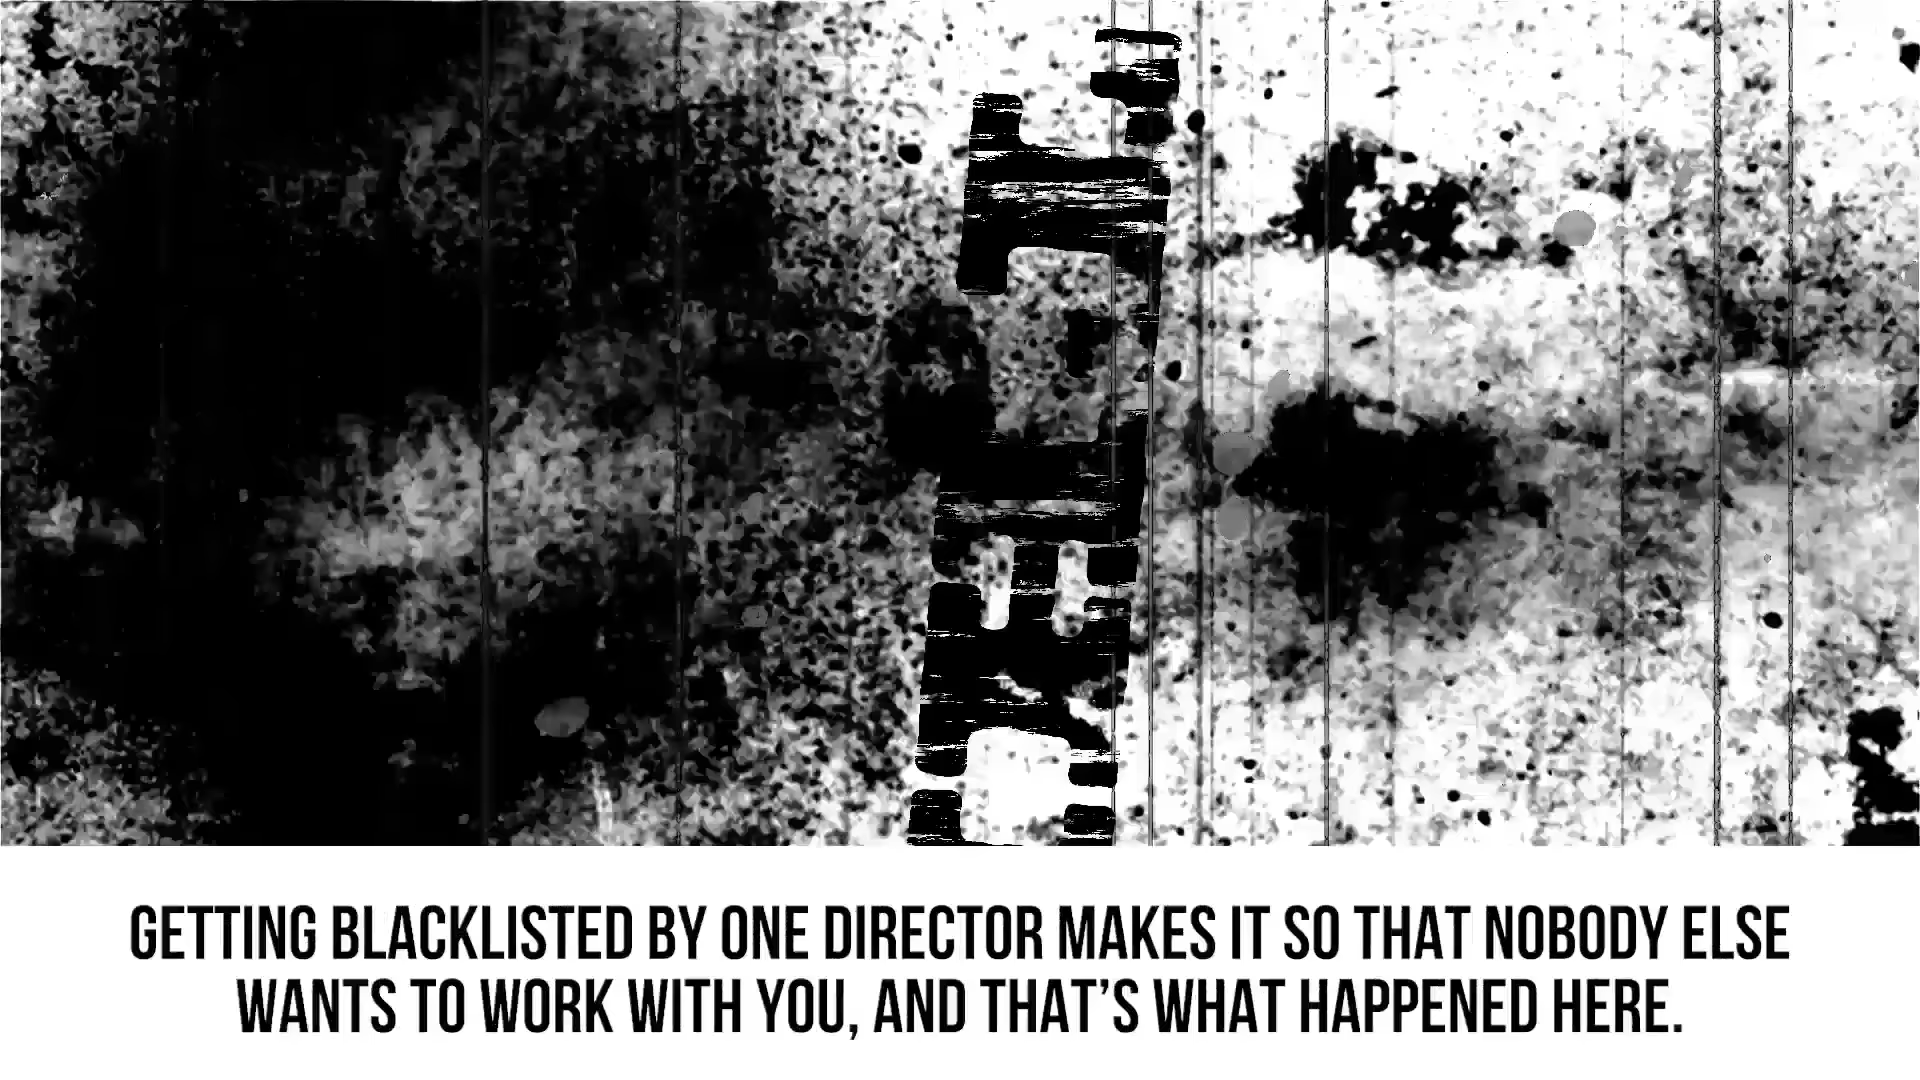 GETTING BLACKLISTED BY ONE DIRECTOR MAKES IT SO THAT NOBODY ELSE
WANTS TO WORK WITH YOU, AND THAT'S WHAT HAPPENED HERE.